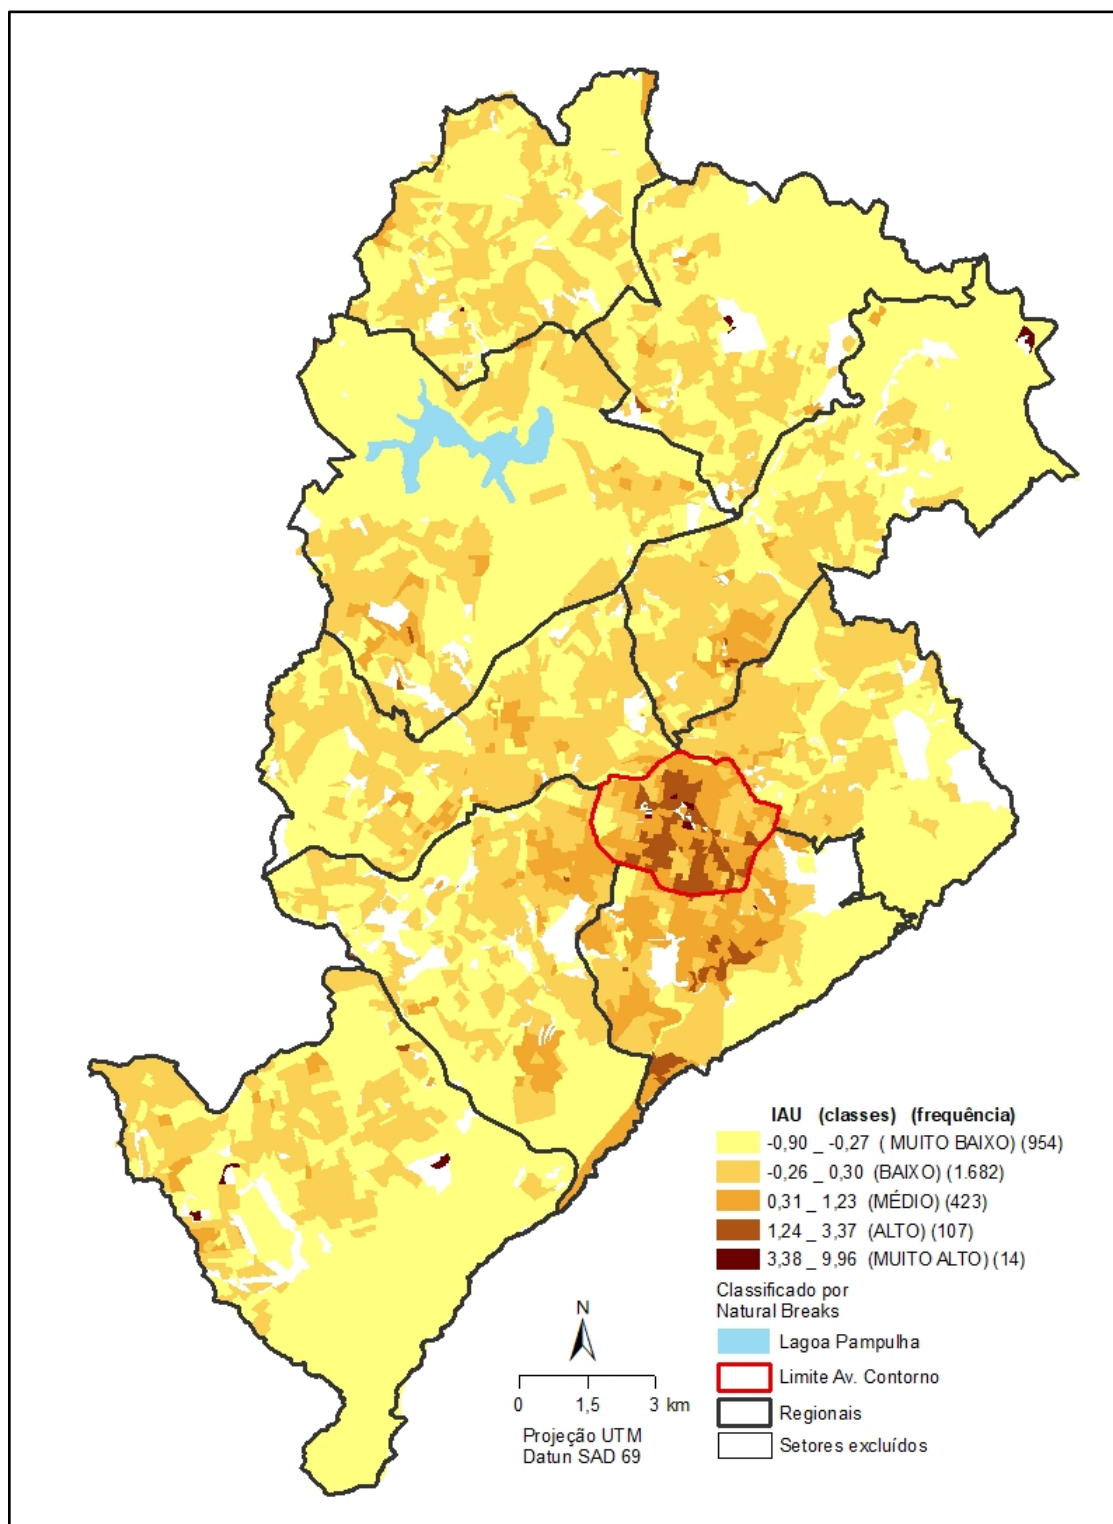 IAU (classes) (frequência)
-0,90 _ -0,27 ( MUITO BAIXO) (954)
-0,26 _ 0,30 (BAIXO) (1.682)
0,31 _ 1,23 (MÉDIO) (423)
1,24 _ 3,37 (ALTO) (107)
3,38 _ 9,96 (MUITO ALTO) (14)
Classificado por
Natural Breaks
Lagoa Pampulha
Limite Av. Contorno
Regionais
Setores excluídos
N
0 1,5 3 km
Projeção UTM
Datun SAD 69